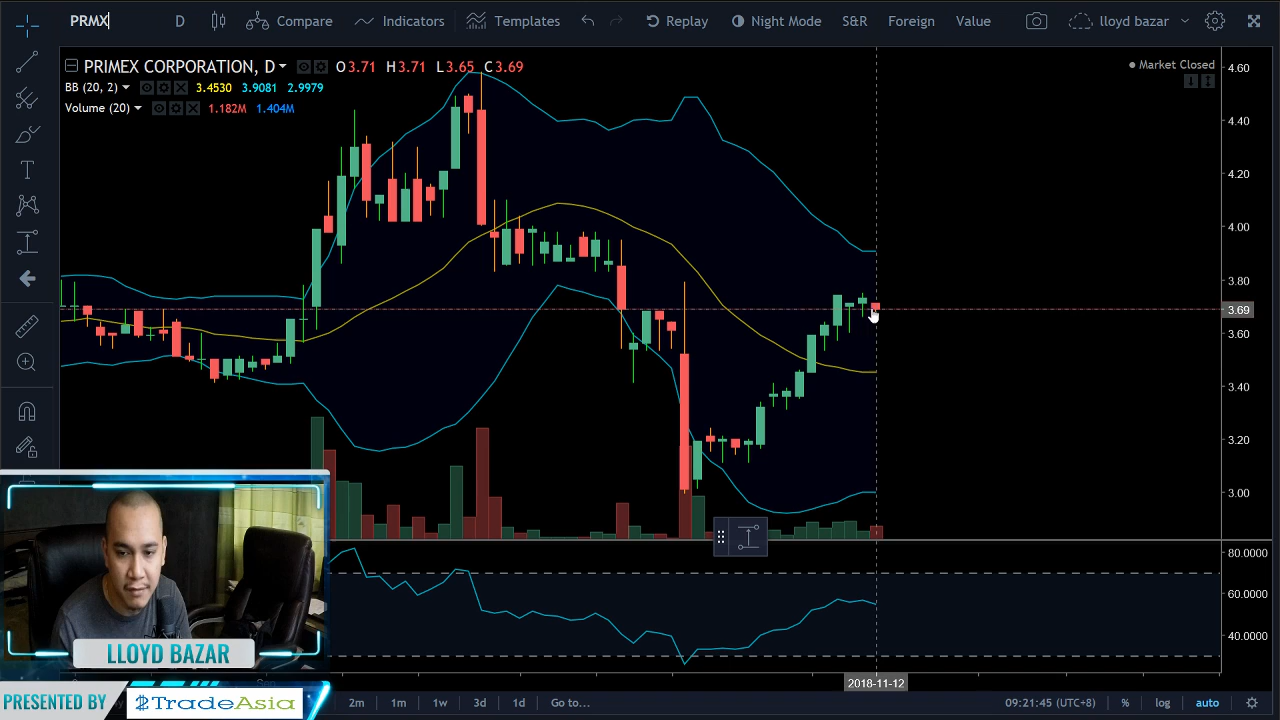 PRMX D Compare Indicators Templates Replay Night Mode S&R Foreign Value lloyd bazar
PRIMEX CORPORATION, D O3.71 H3.71 L3.65 C3.69
Market Closed
BB (20, 2) 3.4530 3.9081 2.9979
Volume (20) 1.182M 1.404M
4.60
4.40
4.20
4.00
3.80
3.69
3.60
3.40
3.20
3.00
80.0000
60.0000
40.0000
LLOYD BAZAR
2018-11-12
PRESENTED BY TradeAsia
2m 1m 1w 3d 1d Go to... 09:21:45 (UTC+8) % log auto